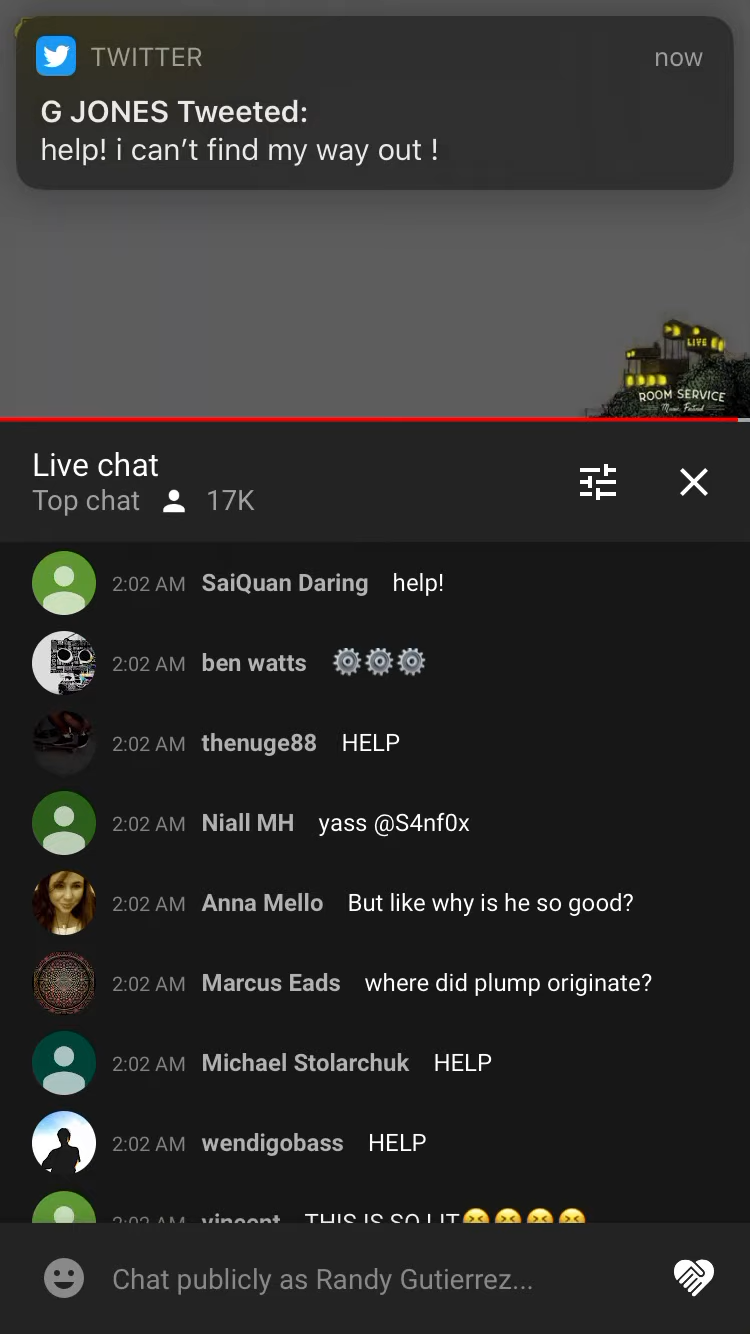 TWITTER now
G JONES Tweeted:
help! i can’t find my way out !
LIVE
ROOM SERVICE
Music Festival
Live chat
Top chat 17K
2:02 AM SaiQuan Daring help!
2:02 AM ben watts ⚙️⚙️⚙️
2:02 AM thenuge88 HELP
2:02 AM Niall MH yass @S4nf0x
2:02 AM Anna Mello But like why is he so good?
2:02 AM Marcus Eads where did plump originate?
2:02 AM Michael Stolarchuk HELP
2:02 AM wendigobass HELP
2:02 AM vincent THIS IS SO LIT😆😆😆😆
Chat publicly as Randy Gutierrez...